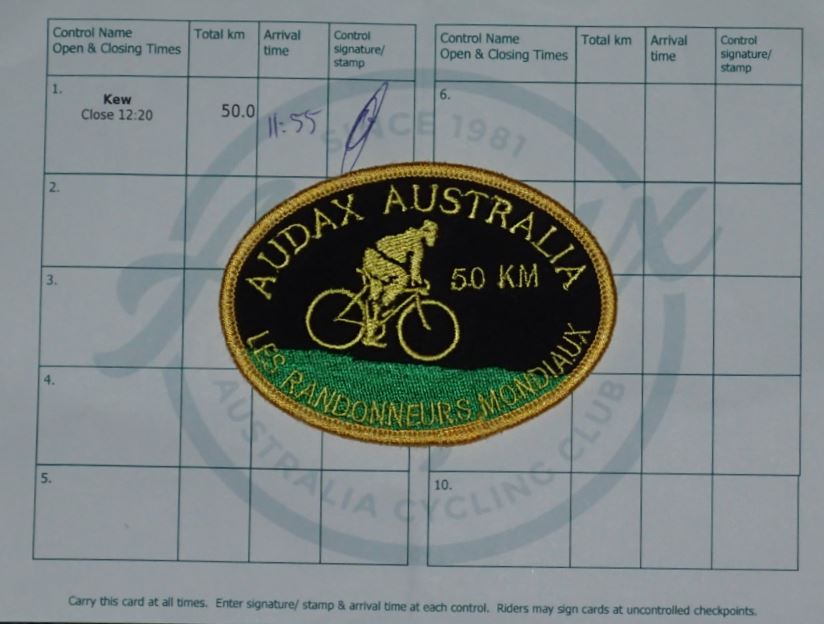 Control Name
Open & Closing Times
Total km
Arrival
time
Control
signature/
stamp
Control Name
Open & Closing Times
Total km
Arrival
time
Control
signature/
stamp
1.
Kew
Close 12:20
50.0
11:55
6.
SINCE 1981
2.
3.
4.
5.
10.
AUDAX AUSTRALIA
50 KM
LES RANDONNEURS MONDIAUX
AUSTRALIA CYCLING CLUB
Carry this card at all times. Enter signature/ stamp & arrival time at each control. Riders may sign cards at uncontrolled checkpoints.